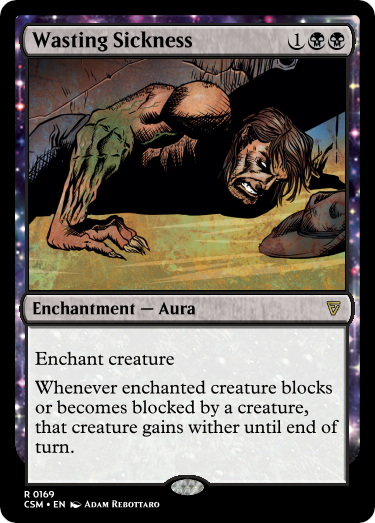 Wasting Sickness 1
Enchantment — Aura
Enchant creature
Whenever enchanted creature blocks
or becomes blocked by a creature,
that creature gains wither until end of
turn.
R 0169
CSM • EN Adam Rebottaro